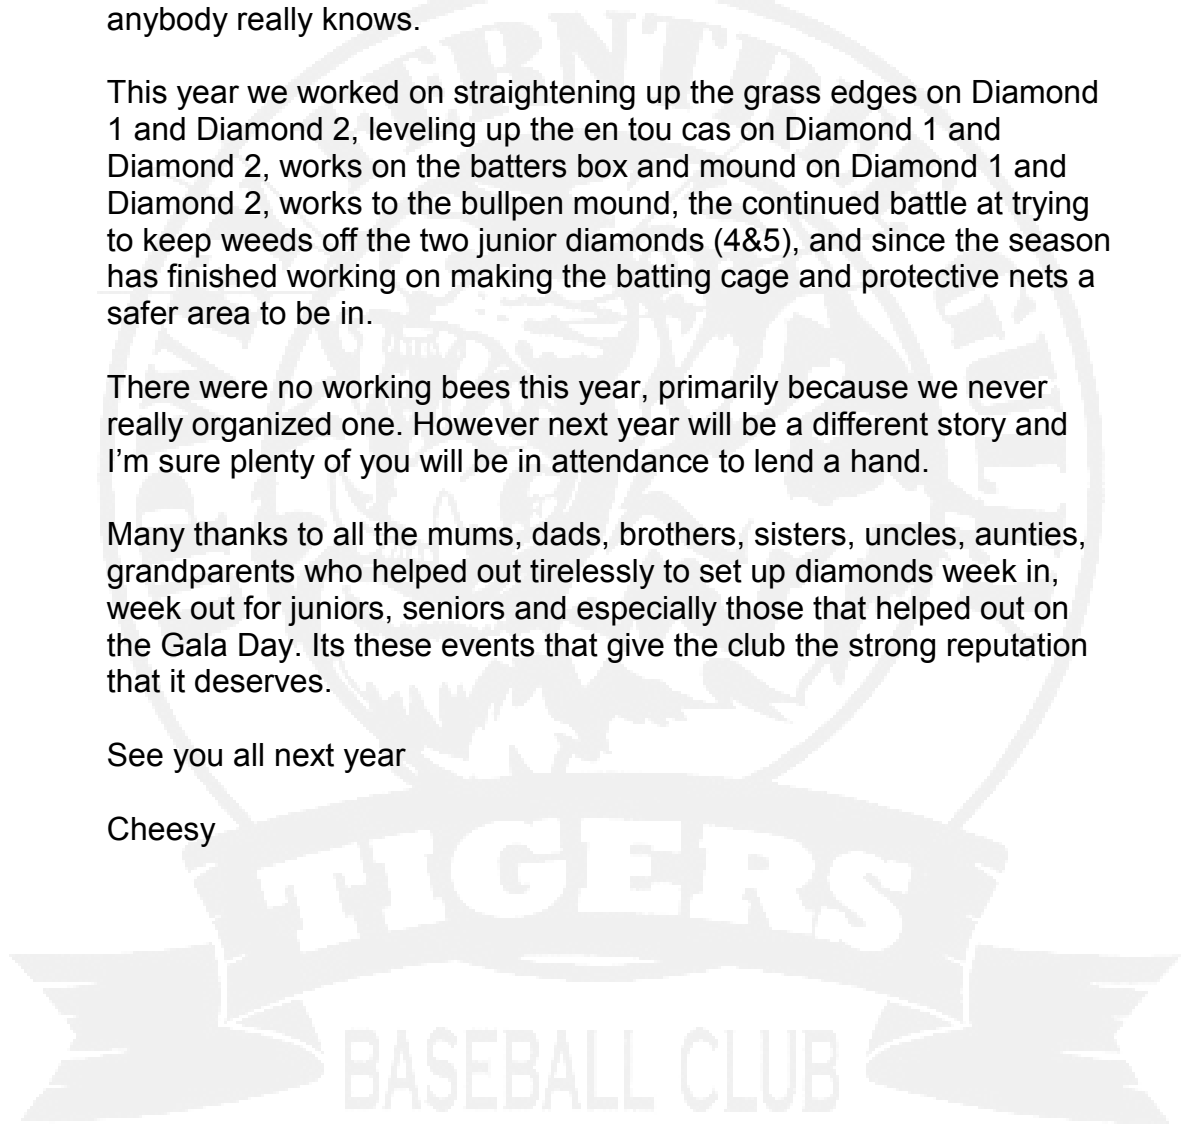 anybody really knows.
This year we worked on straightening up the grass edges on Diamond
1 and Diamond 2, leveling up the en tou cas on Diamond 1 and
Diamond 2, works on the batters box and mound on Diamond 1 and
Diamond 2, works to the bullpen mound, the continued battle at trying
to keep weeds off the two junior diamonds (4&5), and since the season
has finished working on making the batting cage and protective nets a
safer area to be in.
There were no working bees this year, primarily because we never
really organized one. However next year will be a different story and
I’m sure plenty of you will be in attendance to lend a hand.
Many thanks to all the mums, dads, brothers, sisters, uncles, aunties,
grandparents who helped out tirelessly to set up diamonds week in,
week out for juniors, seniors and especially those that helped out on
the Gala Day. Its these events that give the club the strong reputation
that it deserves.
See you all next year
Cheesy
TIGERS
BASEBALL CLUB